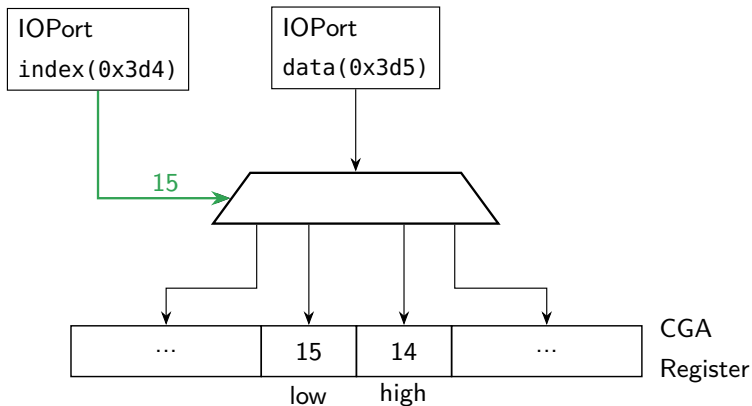 IOPort
index(0x3d4)
IOPort
data(0x3d5)
15
... 15 14 ...
CGA
Register
low high